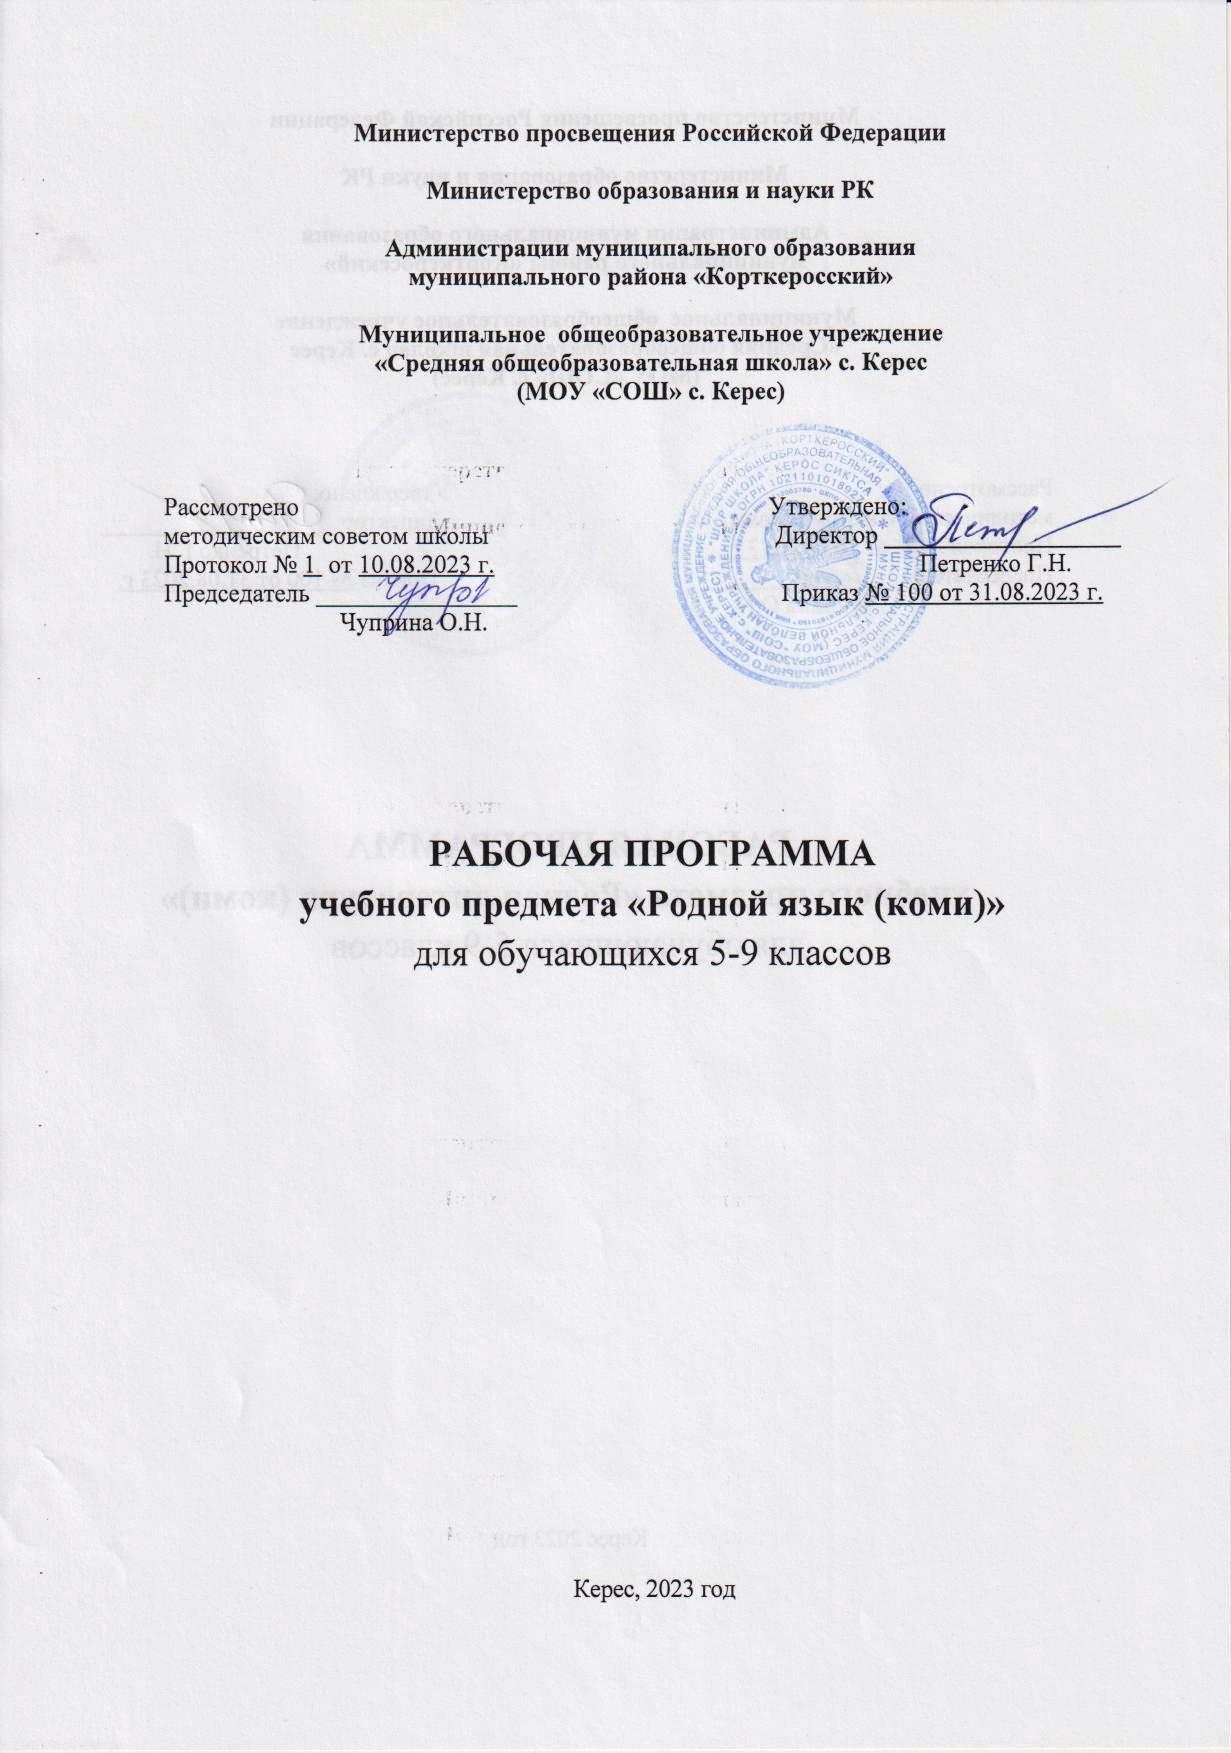 Министерство просвещения Российской Федерации
Министерство образования и науки РК
Администрации муниципального образования
муниципального района «Корткеросский»
Муниципальное общеобразовательное учреждение
«Средняя общеобразовательная школа» с. Керес
(МОУ «СОШ» с. Керес)
Рассмотрено
методическим советом школы
Протокол № 1 от 10.08.2023 г.
Председатель
Чуприна О.Н.
Утверждено:
Директор
Петренко Г.Н.
Приказ № 100 от 31.08.2023 г.
РАБОЧАЯ ПРОГРАММА
учебного предмета «Родной язык (коми)»
для обучающихся 5-9 классов
Керес, 2023 год